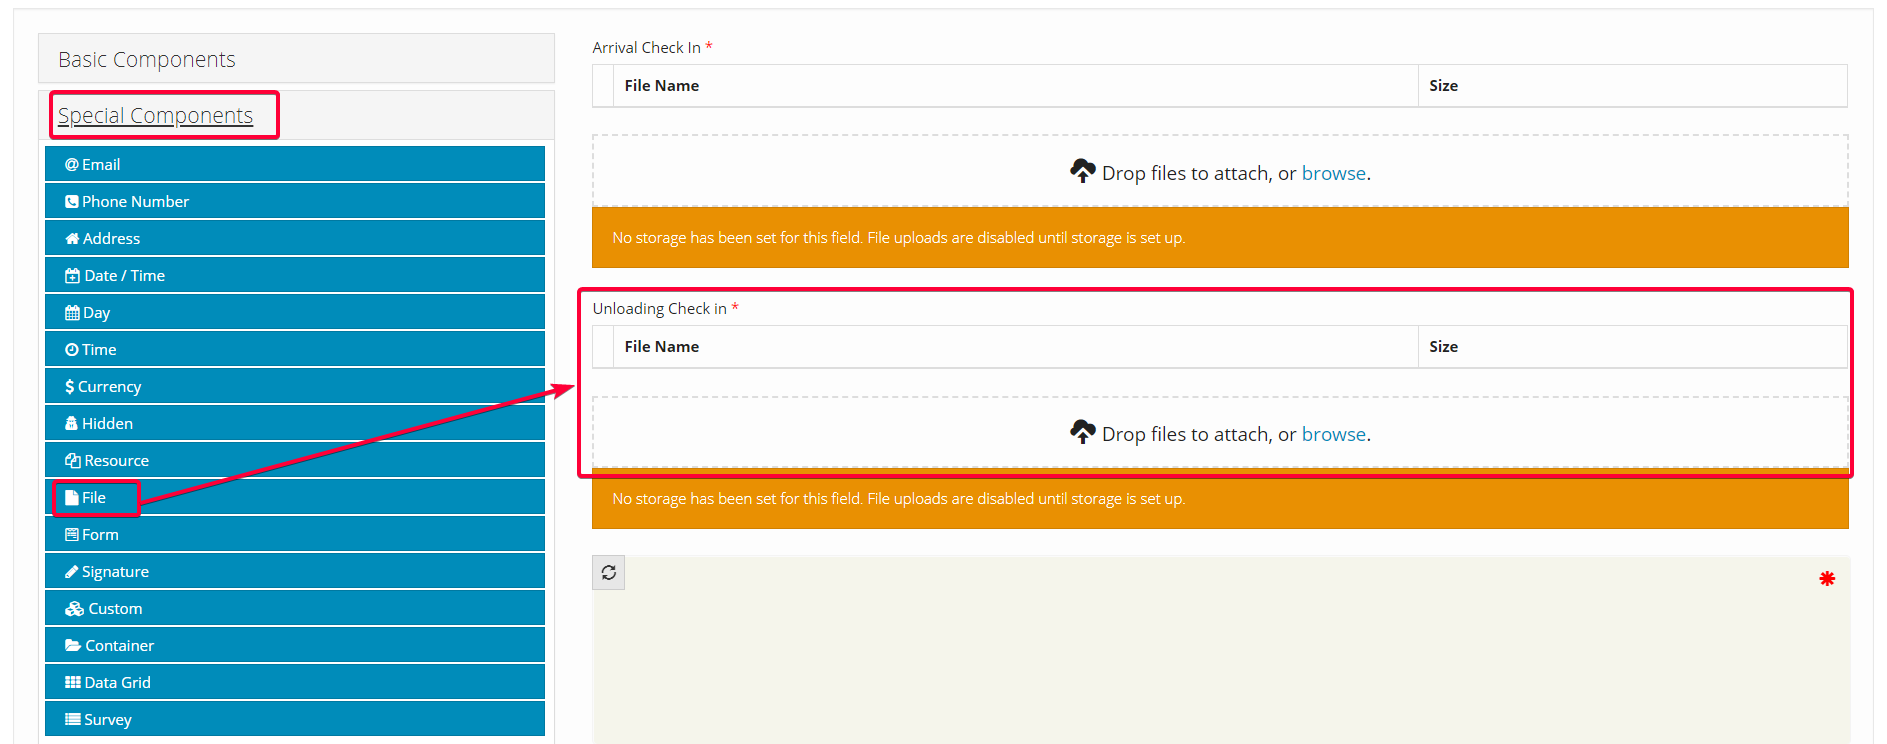 Basic Components
Special Components
Email
Phone Number
Address
Date / Time
Day
Time
Currency
Hidden
Resource
File
Form
Signature
Custom
Container
Data Grid
Survey
Arrival Check In *
File Name Size
Drop files to attach, or browse.
No storage has been set for this field. File uploads are disabled until storage is set up.
Unloading Check in *
File Name Size
Drop files to attach, or browse.
No storage has been set for this field. File uploads are disabled until storage is set up.